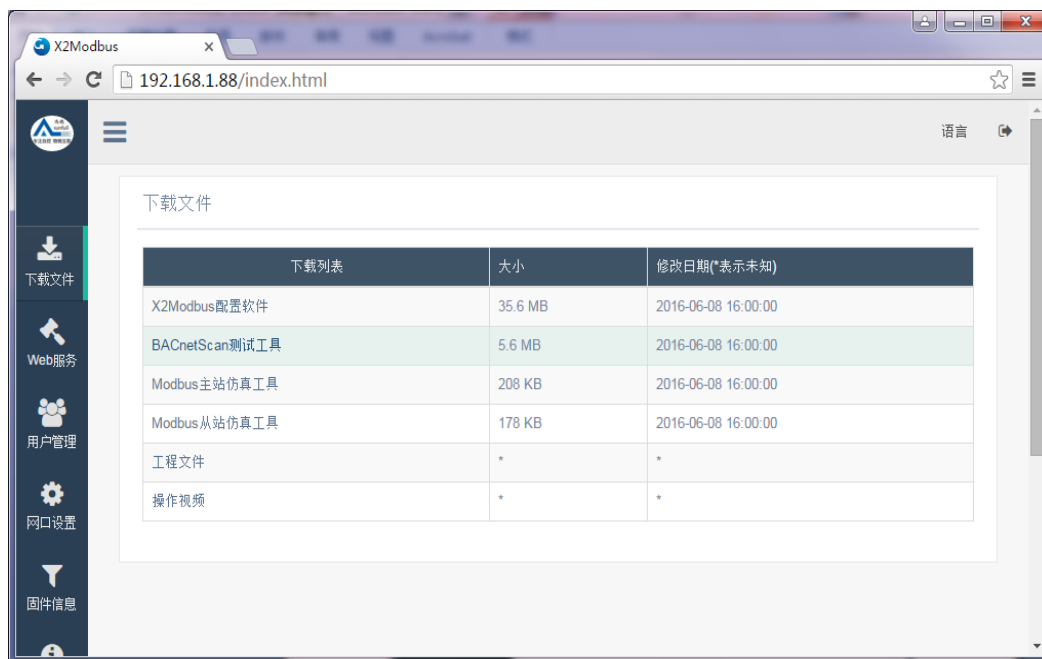 X2Modbus
192.168.1.88/index.html
语言
下载文件
下载文件
Web服务
用户管理
网口设置
固件信息
下载列表 大小 修改日期(*表示未知)
X2Modbus配置软件 35.6 MB 2016-06-08 16:00:00
BACnetScan测试工具 5.6 MB 2016-06-08 16:00:00
Modbus主站仿真工具 208 KB 2016-06-08 16:00:00
Modbus从站仿真工具 178 KB 2016-06-08 16:00:00
工程文件 * *
操作视频 * *